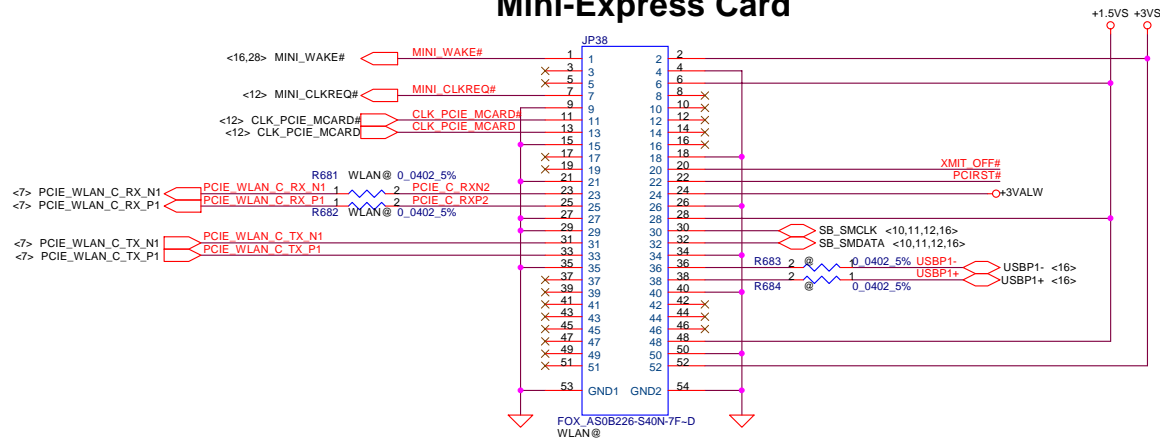 Mini-Express Card
+1.5VS +3VS
JP38
<16,28> MINI_WAKE# MINI_WAKE# 1 1 2 2
3 3 4 4
5 5 6 6
<12> MINI_CLKREQ# MINI_CLKREQ# 7 7 8 8
9 9 10 10
<12> CLK_PCIE_MCARD# CLK_PCIE_MCARD# 11 11 12 12
<12> CLK_PCIE_MCARD CLK_PCIE_MCARD 13 13 14 14
15 15 16 16
17 17 18 18
19 19 20 20 XMIT_OFF#
R681 WLAN@ 0_0402_5%
21 21 22 22 PCIRST#
<7> PCIE_WLAN_C_RX_N1 PCIE_WLAN_C_RX_N1 1 2 PCIE_C_RXN2 23 23 24 24 +3VALW
<7> PCIE_WLAN_C_RX_P1 PCIE_WLAN_C_RX_P1 1 2 PCIE_C_RXP2 25 25 26 26
R682 WLAN@ 0_0402_5%
27 27 28 28
29 29 30 30 SB_SMCLK <10,11,12,16>
<7> PCIE_WLAN_C_TX_N1 PCIE_WLAN_C_TX_N1 31 31 32 32 SB_SMDATA <10,11,12,16>
<7> PCIE_WLAN_C_TX_P1 PCIE_WLAN_C_TX_P1 33 33 34 34
35 35 36 36 R683 2 @ 1 0_0402_5% USBP1- USBP1- <16>
37 37 38 38 R684 2 @ 1 0_0402_5% USBP1+ USBP1+ <16>
39 39 40 40
41 41 42 42
43 43 44 44
45 45 46 46
47 47 48 48
49 49 50 50
51 51 52 52
53 GND1 GND2 54
FOX_AS0B226-S40N-7F~D
WLAN@